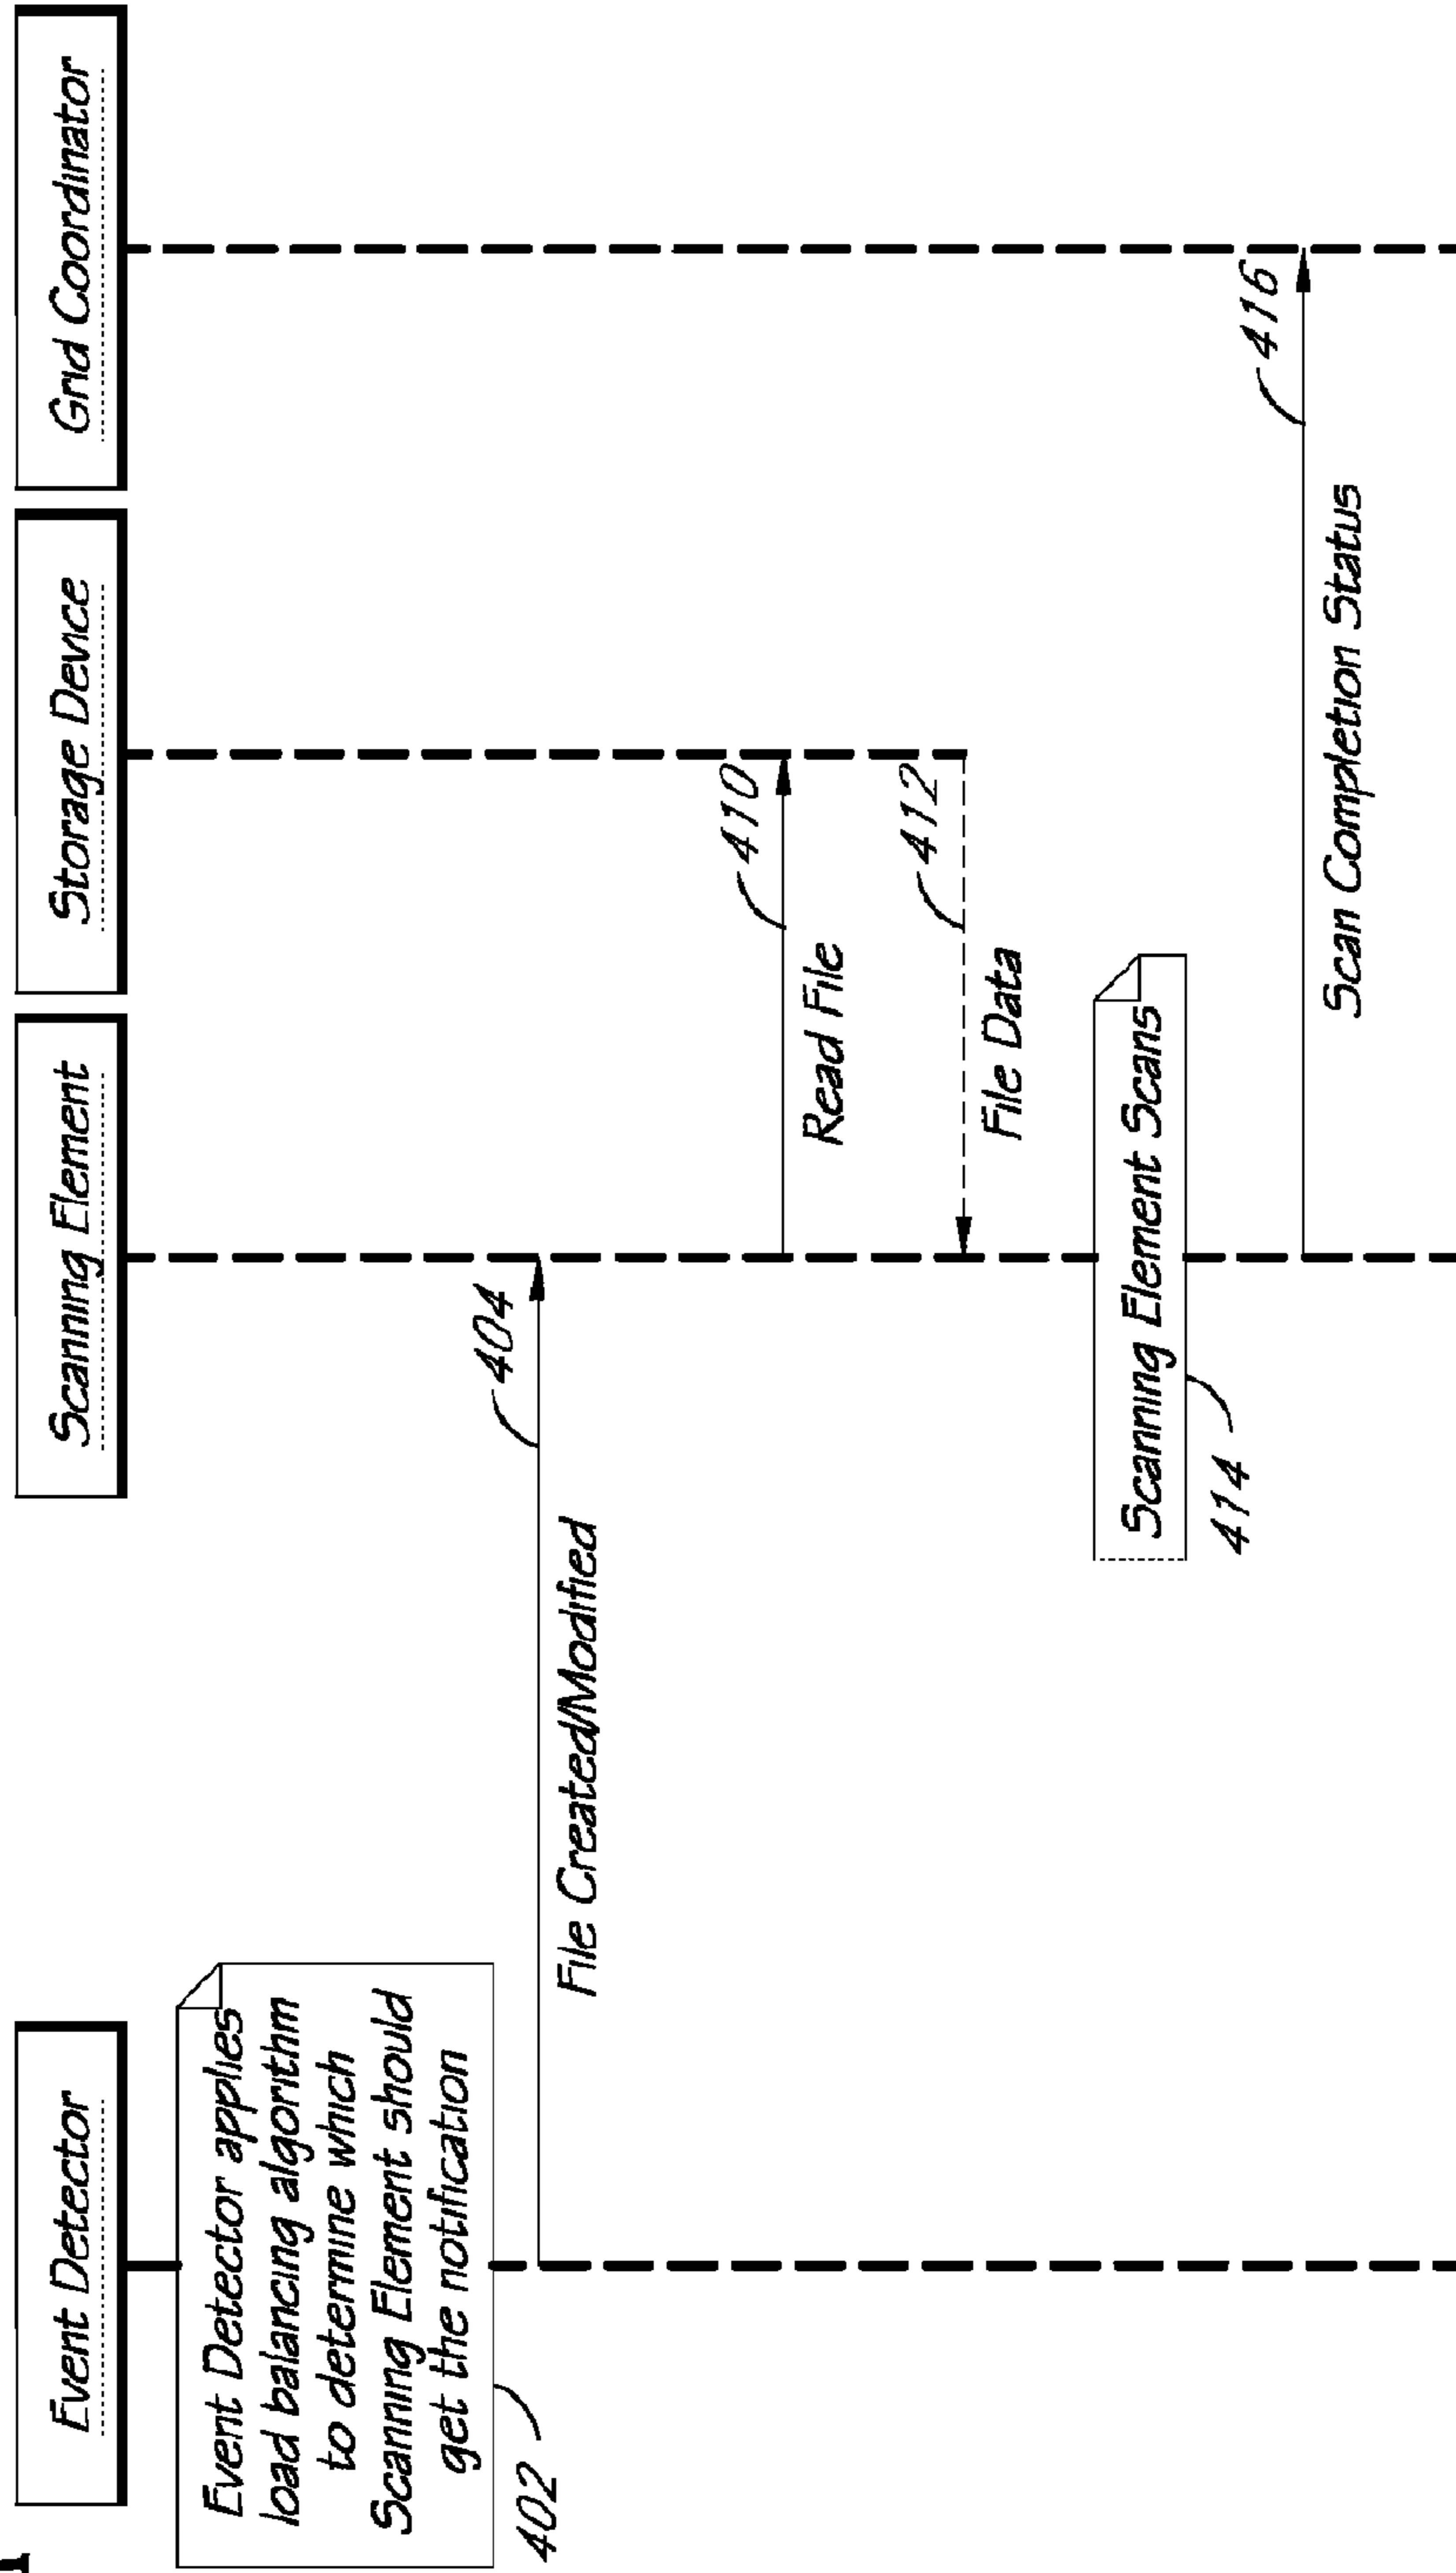 Event Detector
Scanning Element
Storage Device
Grid Coordinator
Event Detector applies
load balancing algorithm
to determine which
Scanning Element should
get the notification
402
404
File Created/Modified
410
Read File
412
File Data
Scanning Element Scans
414
416
Scan Completion Status